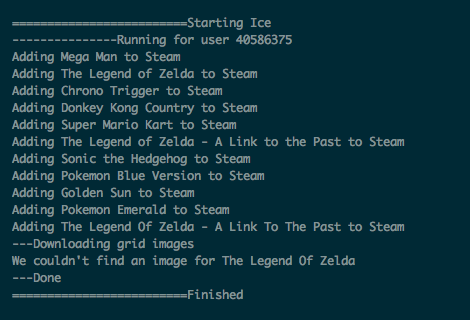 =========================Starting Ice
---------------Running for user 40586375
Adding Mega Man to Steam
Adding The Legend of Zelda to Steam
Adding Chrono Trigger to Steam
Adding Donkey Kong Country to Steam
Adding Super Mario Kart to Steam
Adding The Legend of Zelda - A Link to the Past to Steam
Adding Sonic the Hedgehog to Steam
Adding Pokemon Blue Version to Steam
Adding Golden Sun to Steam
Adding Pokemon Emerald to Steam
Adding The Legend Of Zelda - A Link To The Past to Steam
---Downloading grid images
We couldn't find an image for The Legend Of Zelda
---Done
=========================Finished